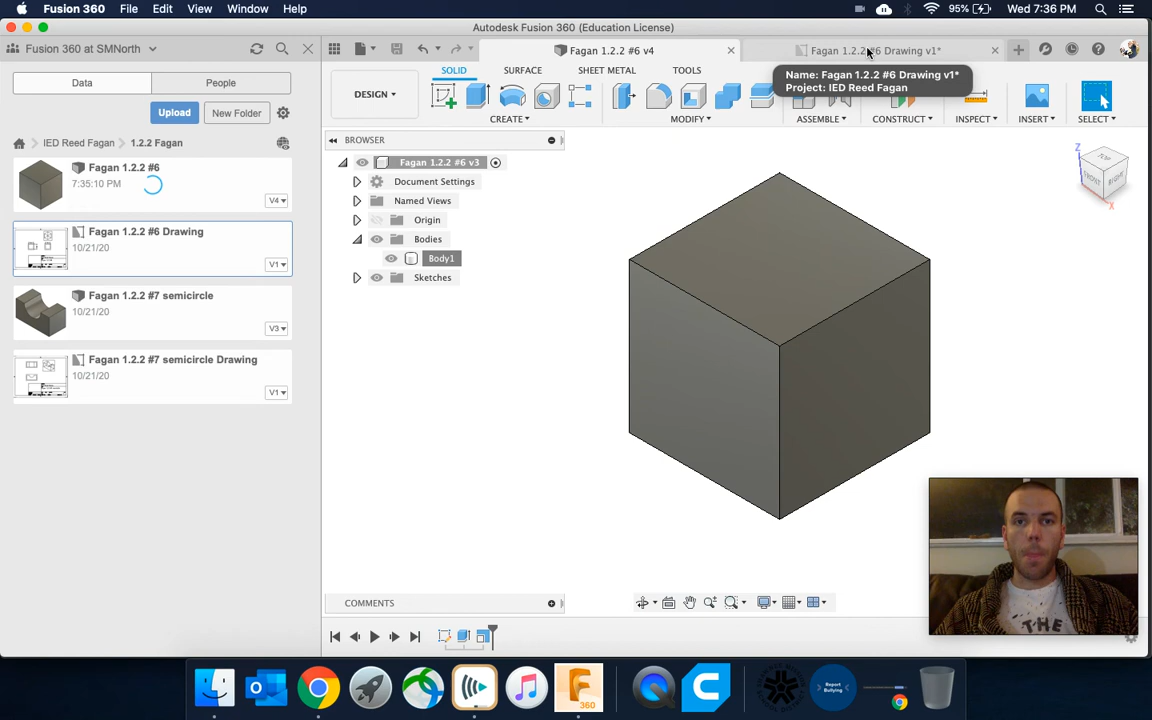 Fusion 360 File Edit View Window Help 95% Wed 7:36 PM
Autodesk Fusion 360 (Education License)
Fusion 360 at SMNorth
Fagan 1.2.2 #6 v4
Fagan 1.2.2 #6 Drawing v1*
Name: Fagan 1.2.2 #6 Drawing v1*
Project: IED Reed Fagan
Data People
Upload New Folder
IED Reed Fagan 1.2.2 Fagan
Fagan 1.2.2 #6
7:35:10 PM
V4
Fagan 1.2.2 #6 Drawing
10/21/20
V1
Fagan 1.2.2 #7 semicircle
10/21/20
V3
Fagan 1.2.2 #7 semicircle Drawing
10/21/20
V1
SOLID SURFACE SHEET METAL TOOLS
DESIGN
CREATE MODIFY ASSEMBLE CONSTRUCT INSPECT INSERT SELECT
BROWSER
Fagan 1.2.2 #6 v3
Document Settings
Named Views
Origin
Bodies
Body1
Sketches
Z
TOP
FRONT
RIGHT
X
THE
COMMENTS
360
Report
Bullying